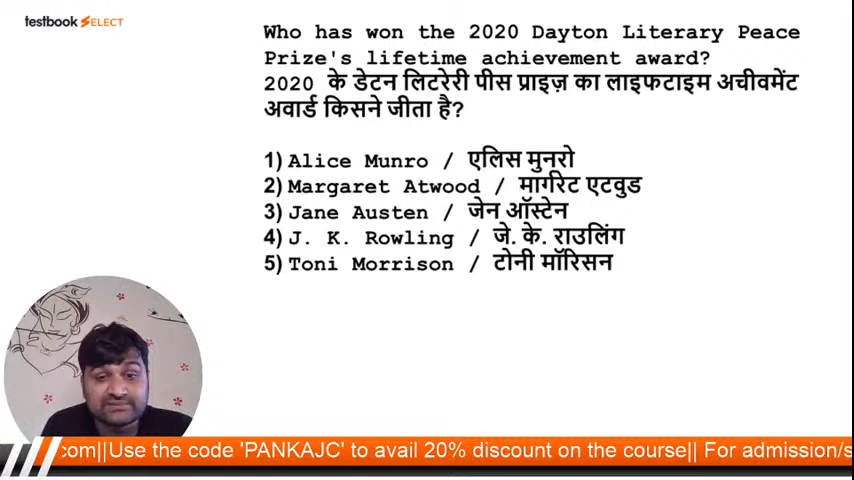 testbook SELECT
Who has won the 2020 Dayton Literary Peace
Prize's lifetime achievement award?
2020 के डेटन लिटरेरी पीस प्राइज़ का लाइफटाइम अचीवमेंट
अवार्ड किसने जीता है?
1) Alice Munro / एलिस मुनरो
2) Margaret Atwood / मार्गरेट एटवुड
3) Jane Austen / जेन ऑस्टेन
4) J. K. Rowling / जे. के. राउलिंग
5) Toni Morrison / टोनी मॉरिसन
com||Use the code 'PANKAJC' to avail 20% discount on the course|| For admission/s